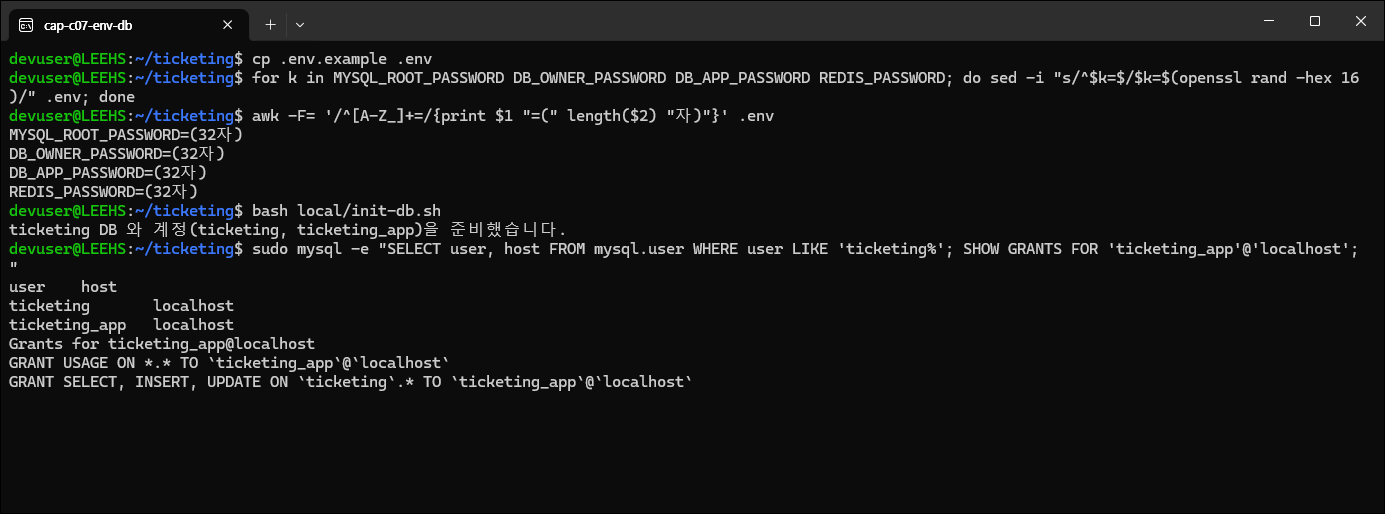 cap-c07-env-db
devuser@LEEHS:~/ticketing$ cp .env.example .env
devuser@LEEHS:~/ticketing$ for k in MYSQL_ROOT_PASSWORD DB_OWNER_PASSWORD DB_APP_PASSWORD REDIS_PASSWORD; do sed -i "s/^$k=$/$k=$(openssl rand -hex 16
)/" .env; done
devuser@LEEHS:~/ticketing$ awk -F= '/^[A-Z_]+=/{print $1 "=(" length($2) "자)"}' .env
MYSQL_ROOT_PASSWORD=(32자)
DB_OWNER_PASSWORD=(32자)
DB_APP_PASSWORD=(32자)
REDIS_PASSWORD=(32자)
devuser@LEEHS:~/ticketing$ bash local/init-db.sh
ticketing DB 와 계정(ticketing, ticketing_app)을 준비했습니다.
devuser@LEEHS:~/ticketing$ sudo mysql -e "SELECT user, host FROM mysql.user WHERE user LIKE 'ticketing%'; SHOW GRANTS FOR 'ticketing_app'@'localhost';
"
user    host
ticketing       localhost
ticketing_app   localhost
Grants for ticketing_app@localhost
GRANT USAGE ON *.* TO `ticketing_app`@`localhost`
GRANT SELECT, INSERT, UPDATE ON `ticketing`.* TO `ticketing_app`@`localhost`